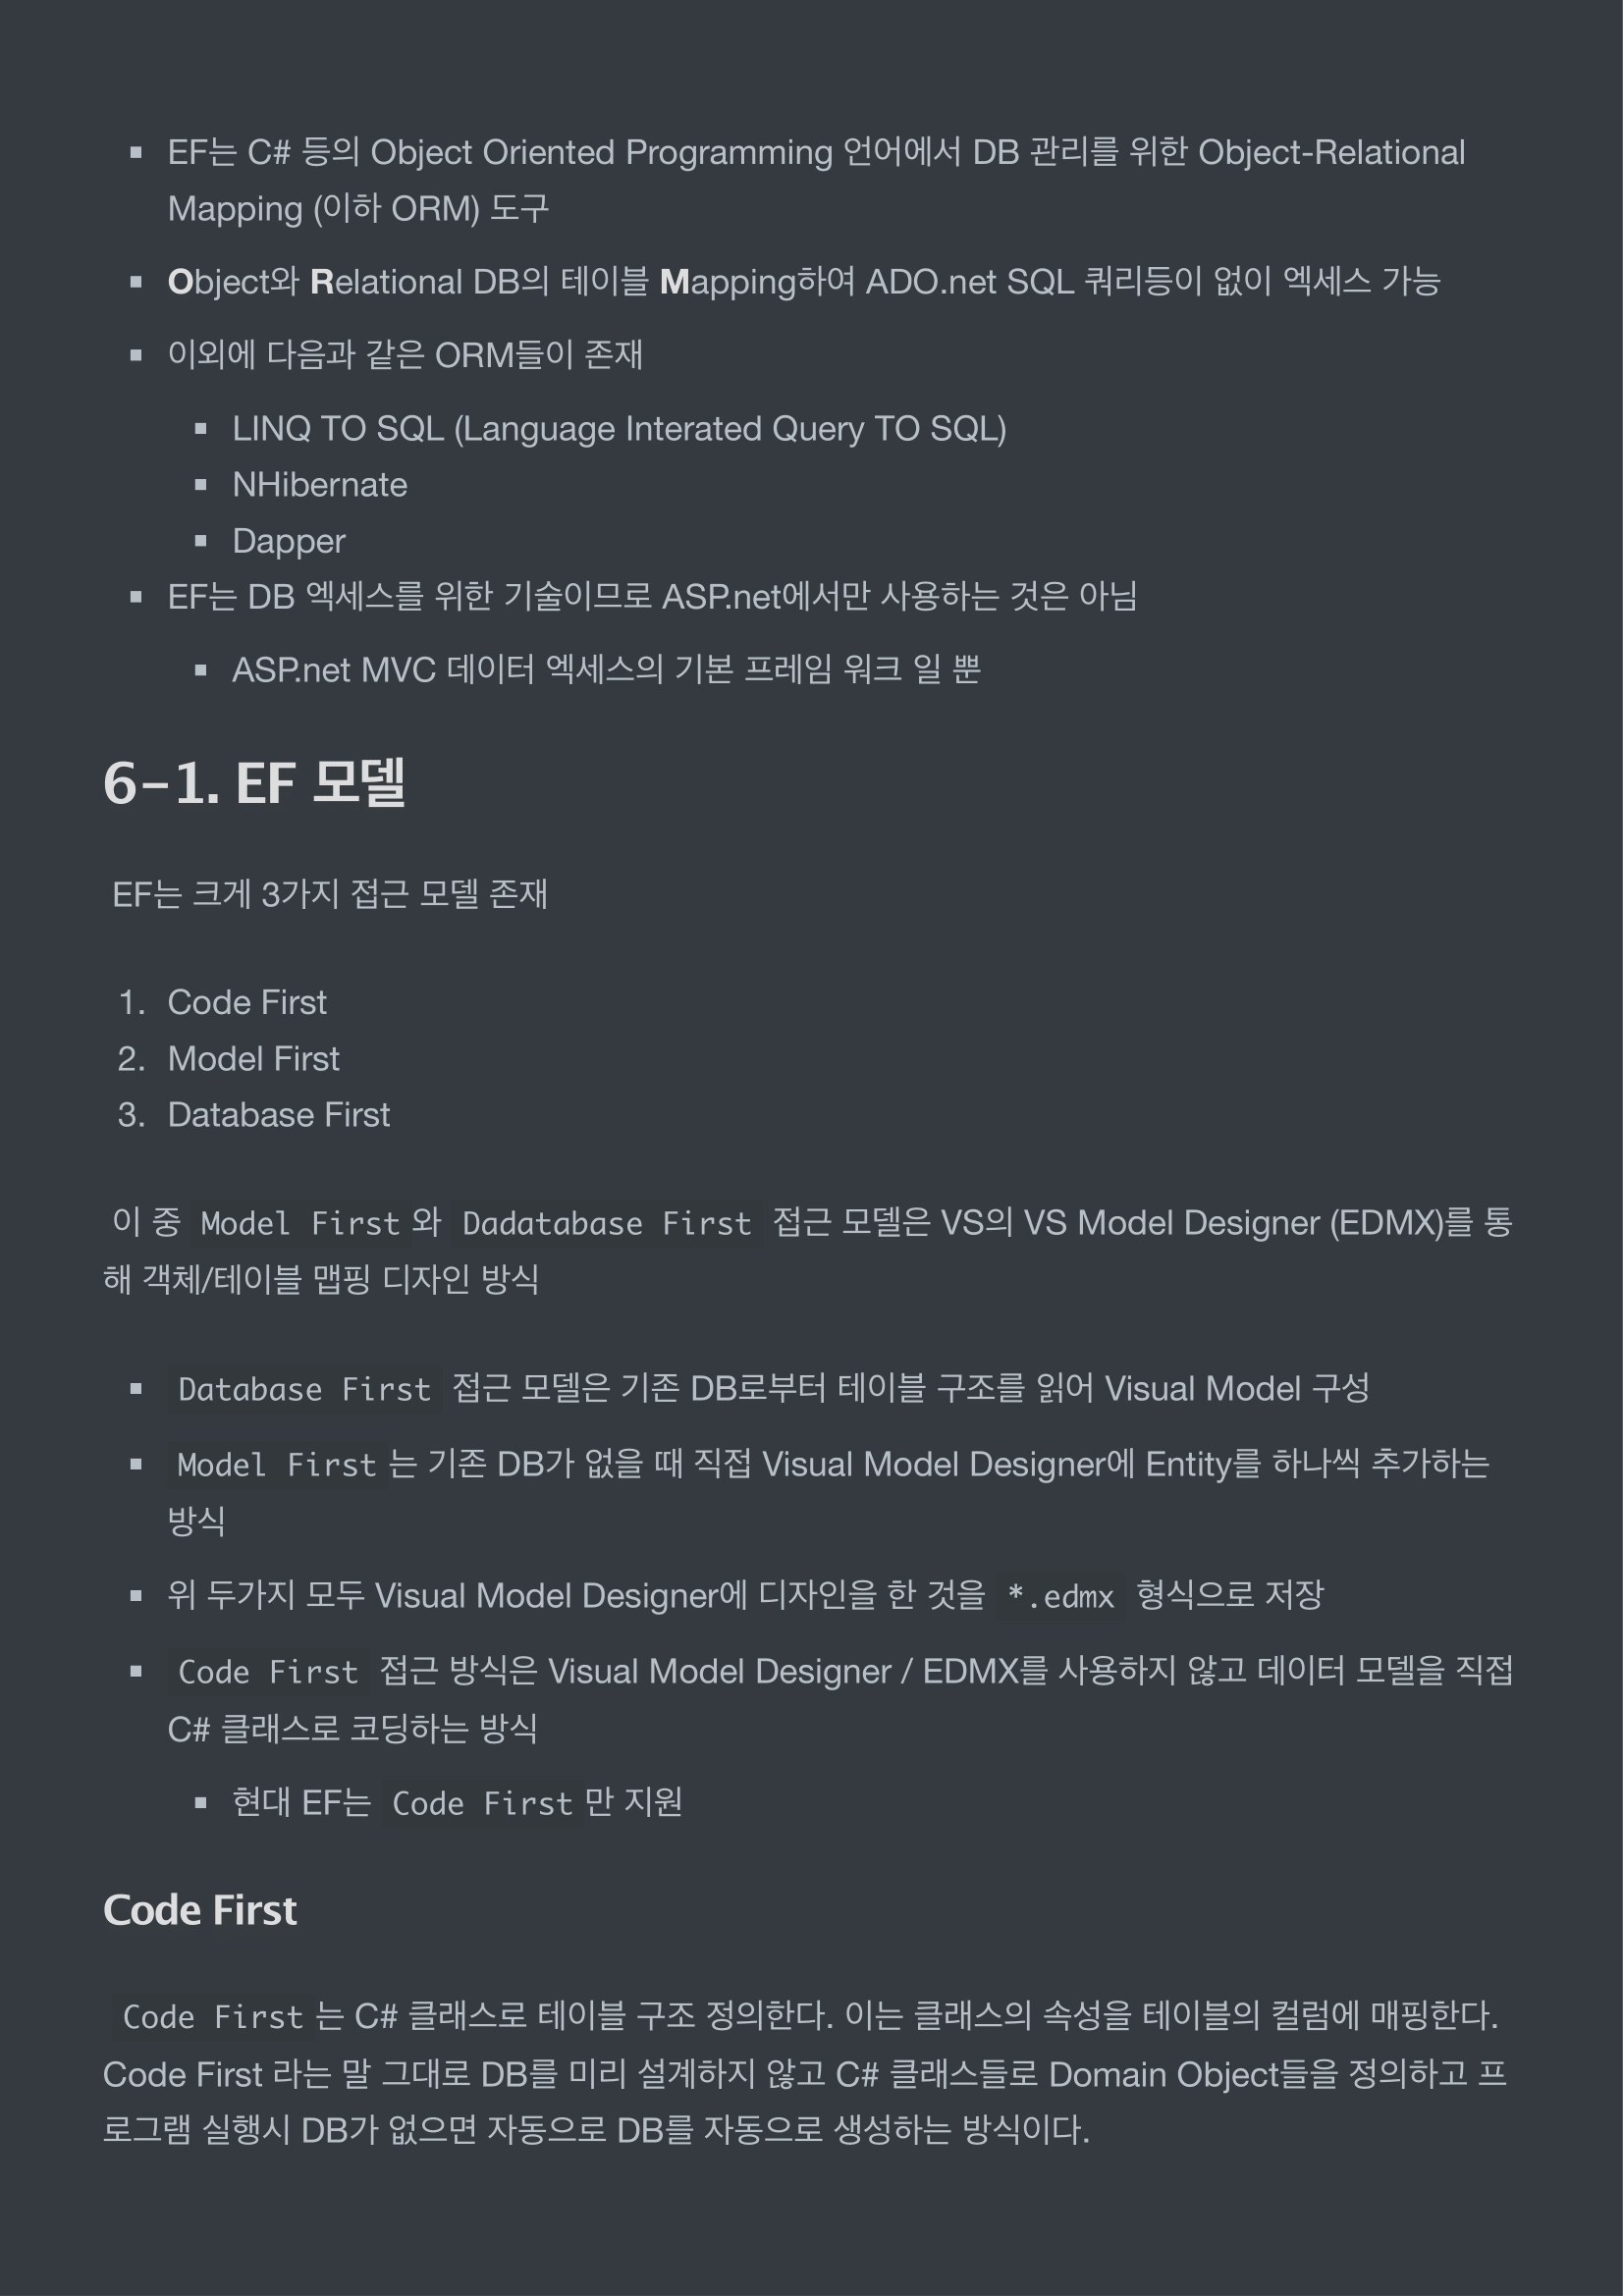 EF는 C# 등의 Object Oriented Programming 언어에서 DB 관리를 위한 Object-Relational
Mapping (이하 ORM) 도구
Object와 Relational DB의 테이블 Mapping하여 ADO.net SQL 쿼리등이 없이 엑세스 가능
이외에 다음과 같은 ORM들이 존재
LINQ TO SQL (Language Interated Query TO SQL)
NHibernate
Dapper
EF는 DB 엑세스를 위한 기술이므로 ASP.net에서만 사용하는 것은 아님
ASP.net MVC 데이터 엑세스의 기본 프레임 워크 일 뿐
6-1. EF 모델
EF는 크게 3가지 접근 모델 존재
1. Code First
2. Model First
3. Database First
이 중 Model First와 Dadatabase First 접근 모델은 VS의 VS Model Designer (EDMX)를 통
해 객체/테이블 맵핑 디자인 방식
Database First 접근 모델은 기존 DB로부터 테이블 구조를 읽어 Visual Model 구성
Model First는 기존 DB가 없을 때 직접 Visual Model Designer에 Entity를 하나씩 추가하는
방식
위 두가지 모두 Visual Model Designer에 디자인을 한 것을 *.edmx 형식으로 저장
Code First 접근 방식은 Visual Model Designer / EDMX를 사용하지 않고 데이터 모델을 직접
C# 클래스로 코딩하는 방식
현대 EF는 Code First만 지원
Code First
Code First는 C# 클래스로 테이블 구조 정의한다. 이는 클래스의 속성을 테이블의 컬럼에 매핑한다.
Code First 라는 말 그대로 DB를 미리 설계하지 않고 C# 클래스들로 Domain Object들을 정의하고 프
로그램 실행시 DB가 없으면 자동으로 DB를 자동으로 생성하는 방식이다.